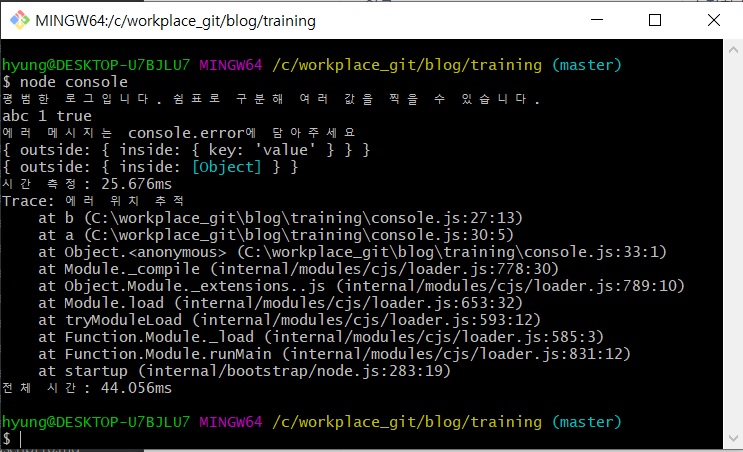 MINGW64:/c/workplace_git/blog/training
hyung@DESKTOP-U7BJLU7 MINGW64 /c/workplace_git/blog/training (master)
$ node console
평범한 로그입니다. 쉼표로 구분해 여러 값을 찍을 수 있습니다.
abc 1 true
에러 메시지는 console.error에 담아주세요
{ outside: { inside: { key: 'value' } } }
{ outside: { inside: [Object] } }
시간 측정: 25.676ms
Trace: 에러 위치 추적
    at b (C:\workplace_git\blog\training\console.js:27:13)
    at a (C:\workplace_git\blog\training\console.js:30:5)
    at Object.<anonymous> (C:\workplace_git\blog\training\console.js:33:1)
    at Module._compile (internal/modules/cjs/loader.js:778:30)
    at Object.Module._extensions..js (internal/modules/cjs/loader.js:789:10)
    at Module.load (internal/modules/cjs/loader.js:653:32)
    at tryModuleLoad (internal/modules/cjs/loader.js:593:12)
    at Function.Module._load (internal/modules/cjs/loader.js:585:3)
    at Function.Module.runMain (internal/modules/cjs/loader.js:831:12)
    at startup (internal/bootstrap/node.js:283:19)
전체 시간: 44.056ms
hyung@DESKTOP-U7BJLU7 MINGW64 /c/workplace_git/blog/training (master)
$